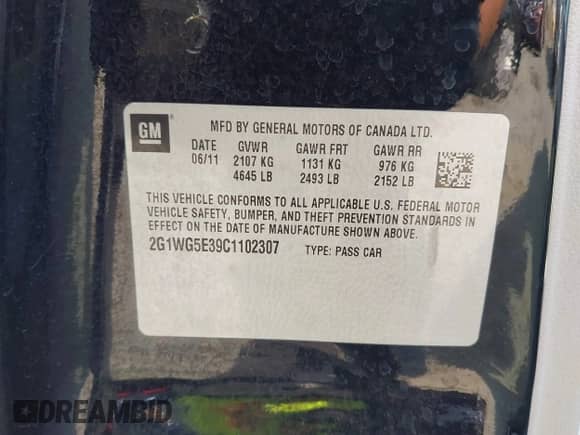 GM
MFD BY GENERAL MOTORS OF CANADA LTD.
DATE GVWR GAWR FRT GAWR RR
06/11 2107 KG 1131 KG 976 KG
4645 LB 2493 LB 2152 LB
THIS VEHICLE CONFORMS TO ALL APPLICABLE U.S. FEDERAL MOTOR
VEHICLE SAFETY, BUMPER, AND THEFT PREVENTION STANDARDS IN
EFFECT ON THE DATE OF MANUFACTURE SHOWN ABOVE.
2G1WG5E39C1102307 TYPE: PASS CAR
DREAMBID